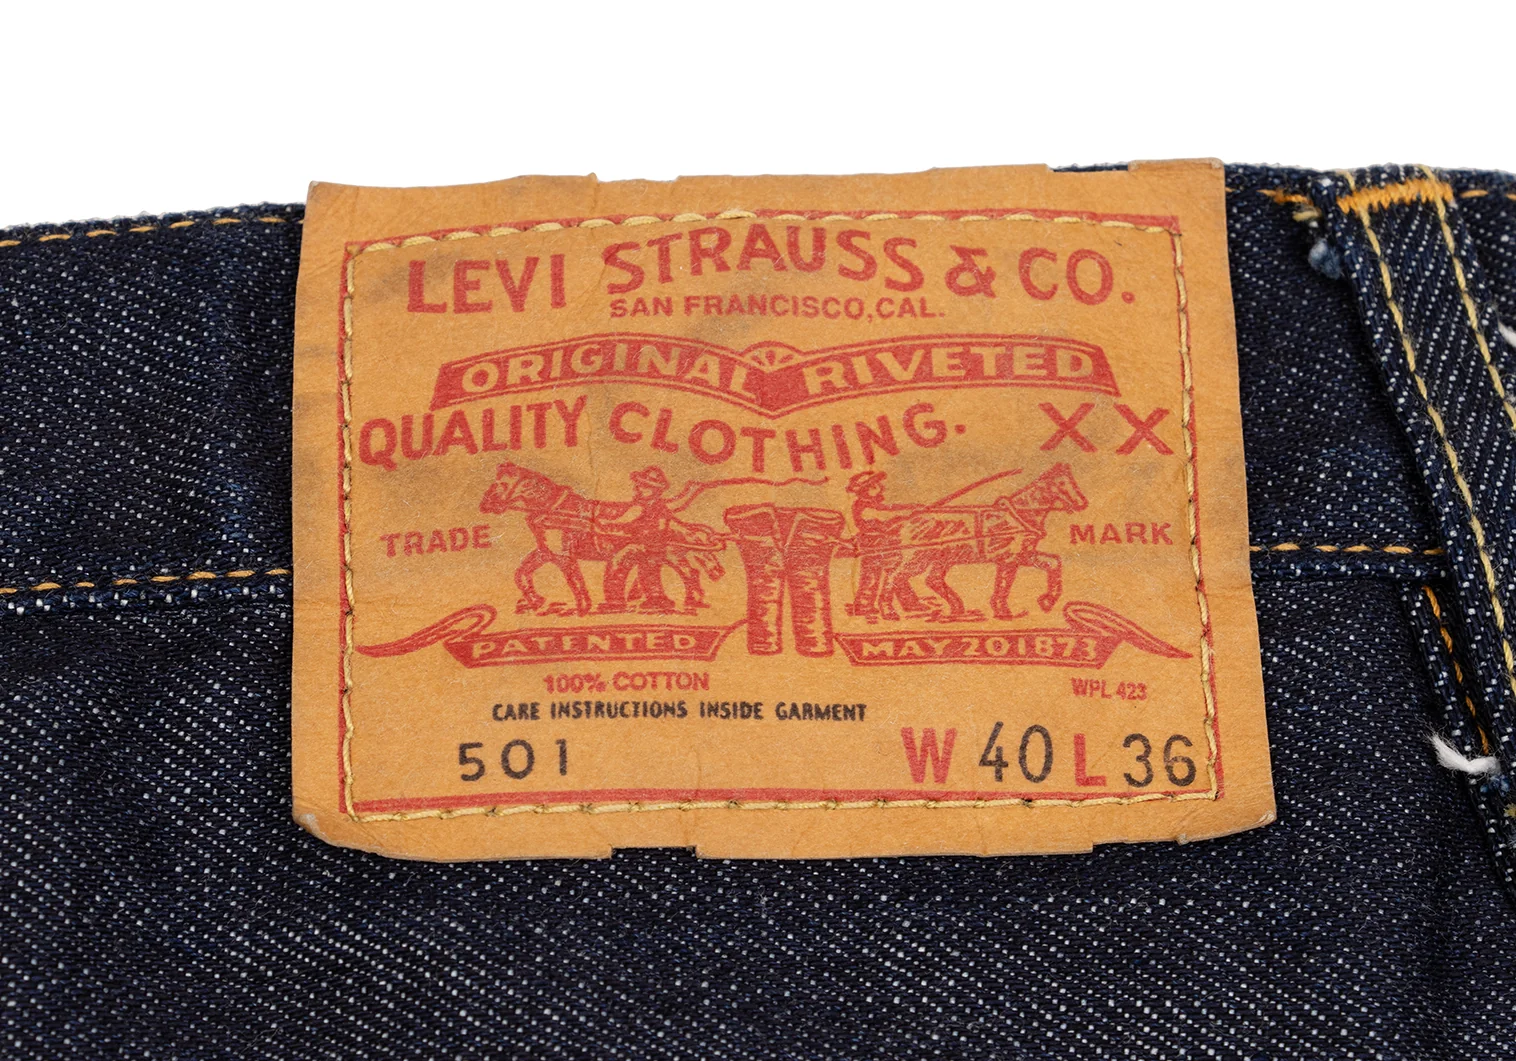 LEVI STRAUSS & CO.
SAN FRANCISCO, CAL.
ORIGINAL RIVETED
QUALITY CLOTHING. XX
TRADE MARK
PATENTED MAY 20 1873
100% COTTON WPL 423
CARE INSTRUCTIONS INSIDE GARMENT
501 W 40 L 36